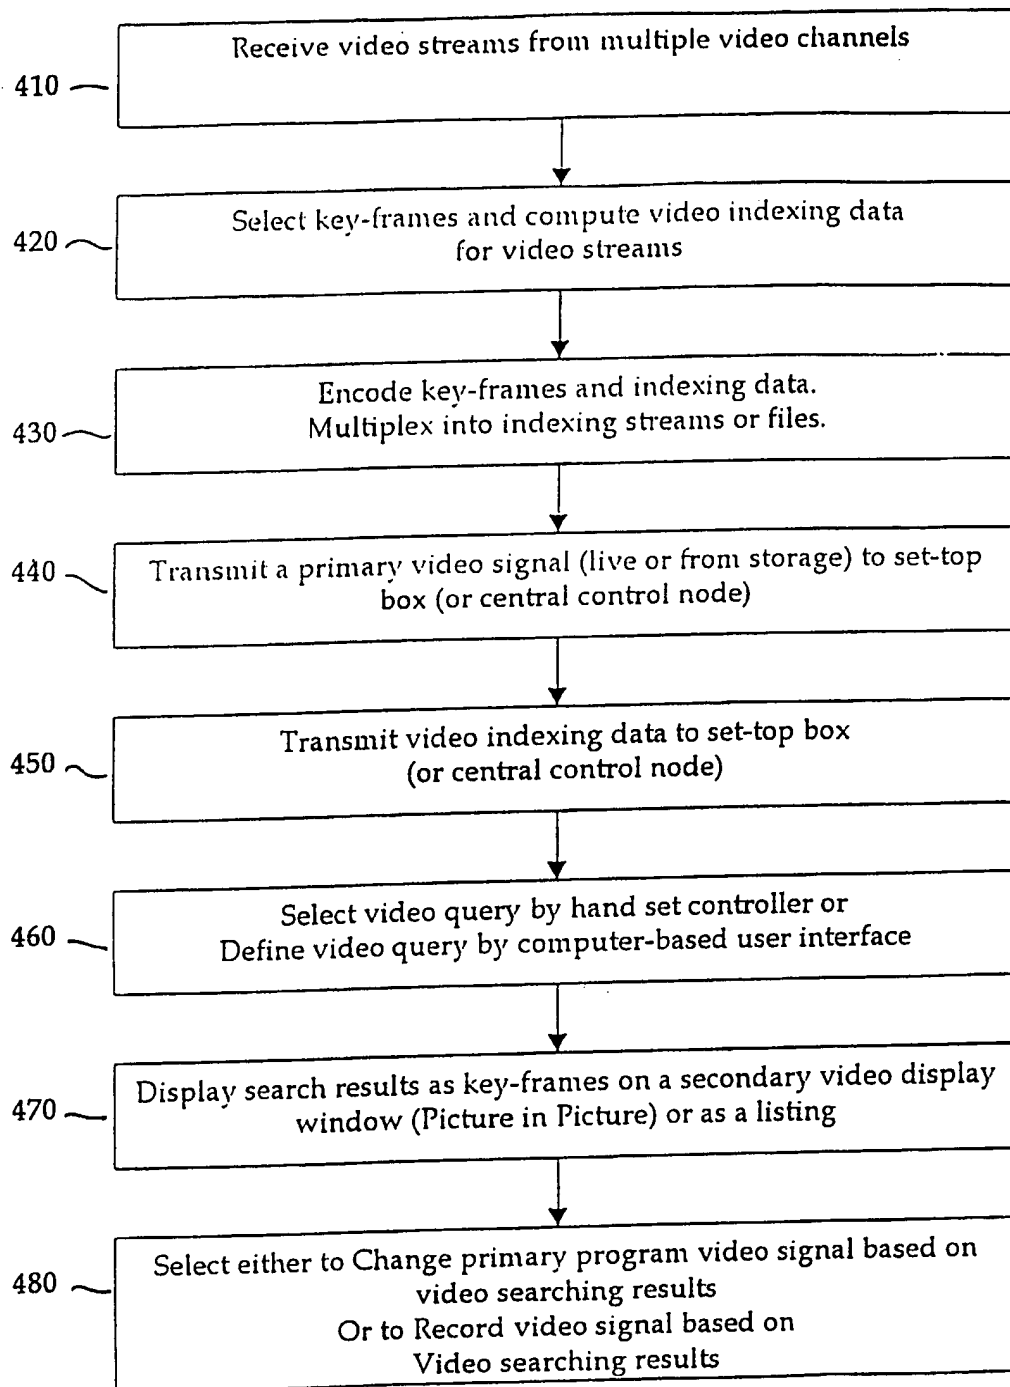 Receive video streams from multiple video channels
410
Select key-frames and compute video indexing data
for video streams
420
Encode key-frames and indexing data.
Multiplex into indexing streams or files.
430
Transmit a primary video signal (live or from storage) to set-top
box (or central control node)
440
Transmit video indexing data to set-top box
(or central control node)
450
Select video query by hand set controller or
Define video query by computer-based user interface
460
Display search results as key-frames on a secondary video display
window (Picture in Picture) or as a listing
470
Select either to Change primary program video signal based on
video searching results
Or to Record video signal based on
Video searching results
480